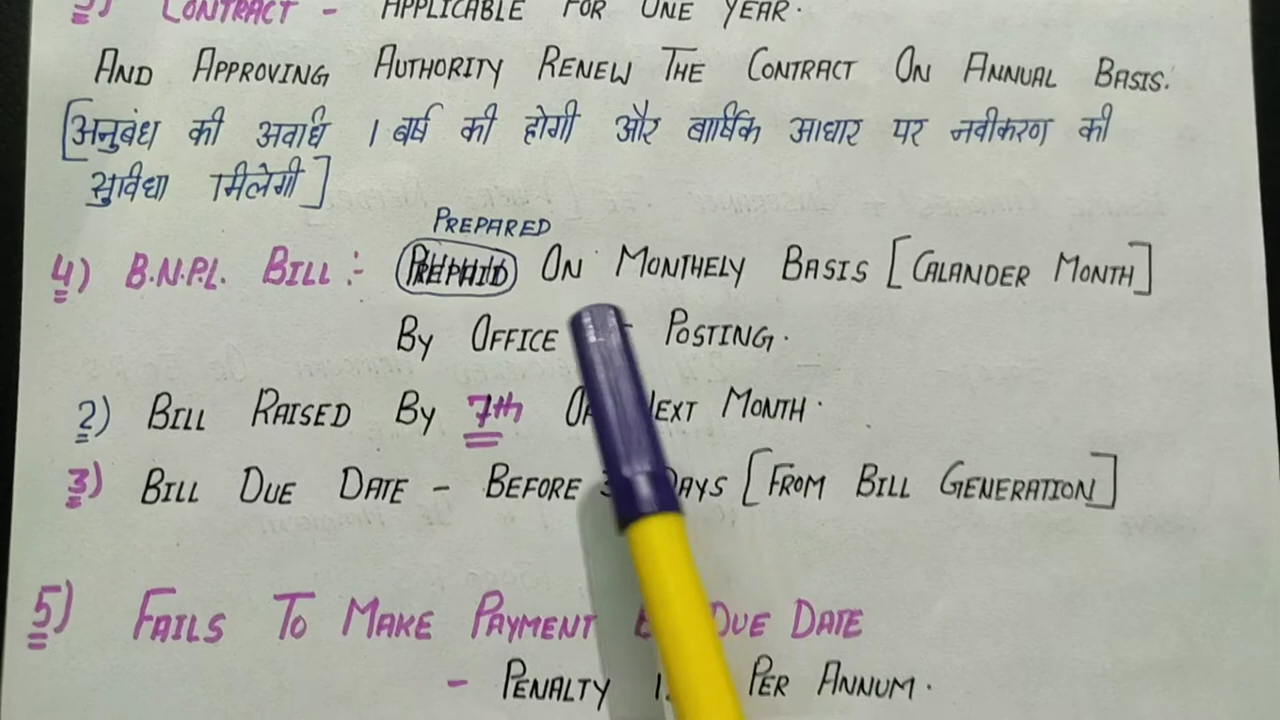 3) CONTRACT - APPLICABLE FOR ONE YEAR.
AND APPROVING AUTHORITY RENEW THE CONTRACT ON ANNUAL BASIS.
[अनुबंध की अवधि 1 बर्ष की होगी और बार्षिक आधार पर नवीकरण की
सुविधा मिलेगी]
PREPARED
4) B.N.P.L. BILL :- PREPAID ON MONTHELY BASIS [CALANDER MONTH]
BY OFFICE POSTING.
2) BILL RAISED BY 7th NEXT MONTH.
3) BILL DUE DATE - BEFORE DAYS [FROM BILL GENERATION]
5) FAILS TO MAKE PAYMENT DUE DATE
- PENALTY PER ANNUM.